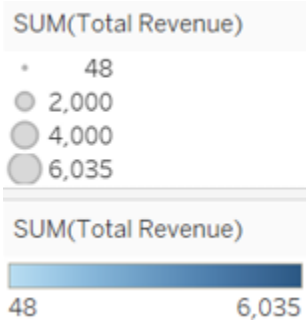 SUM(Total Revenue)
48
2,000
4,000
6,035
SUM(Total Revenue)
48 6,035